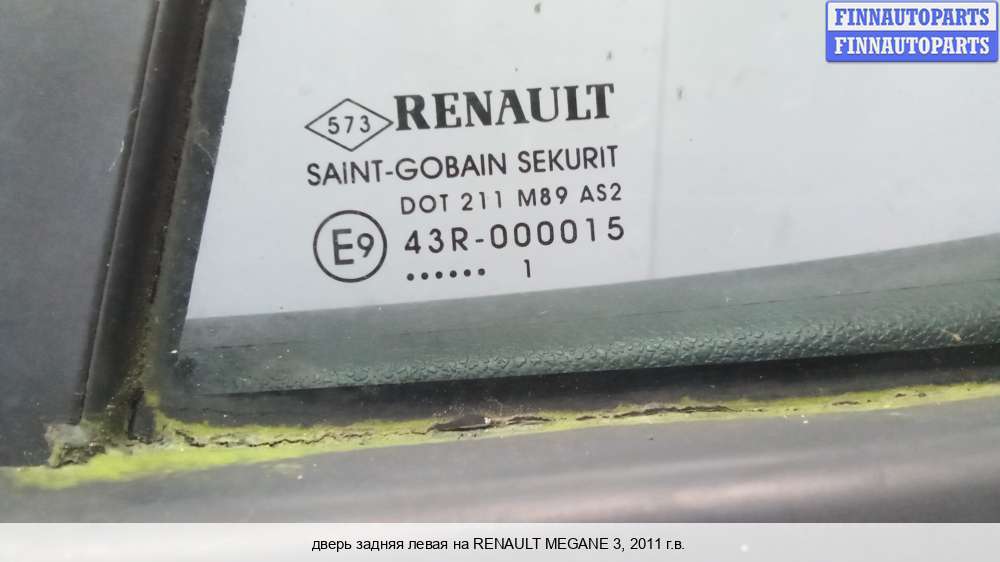 FINNAUTOPARTS
FINNAUTOPARTS
573 RENAULT
SAINT-GOBAIN SEKURIT
DOT 211 M89 AS2
E9 43R-000015
...... 1
дверь задняя левая на RENAULT MEGANE 3, 2011 г.в.